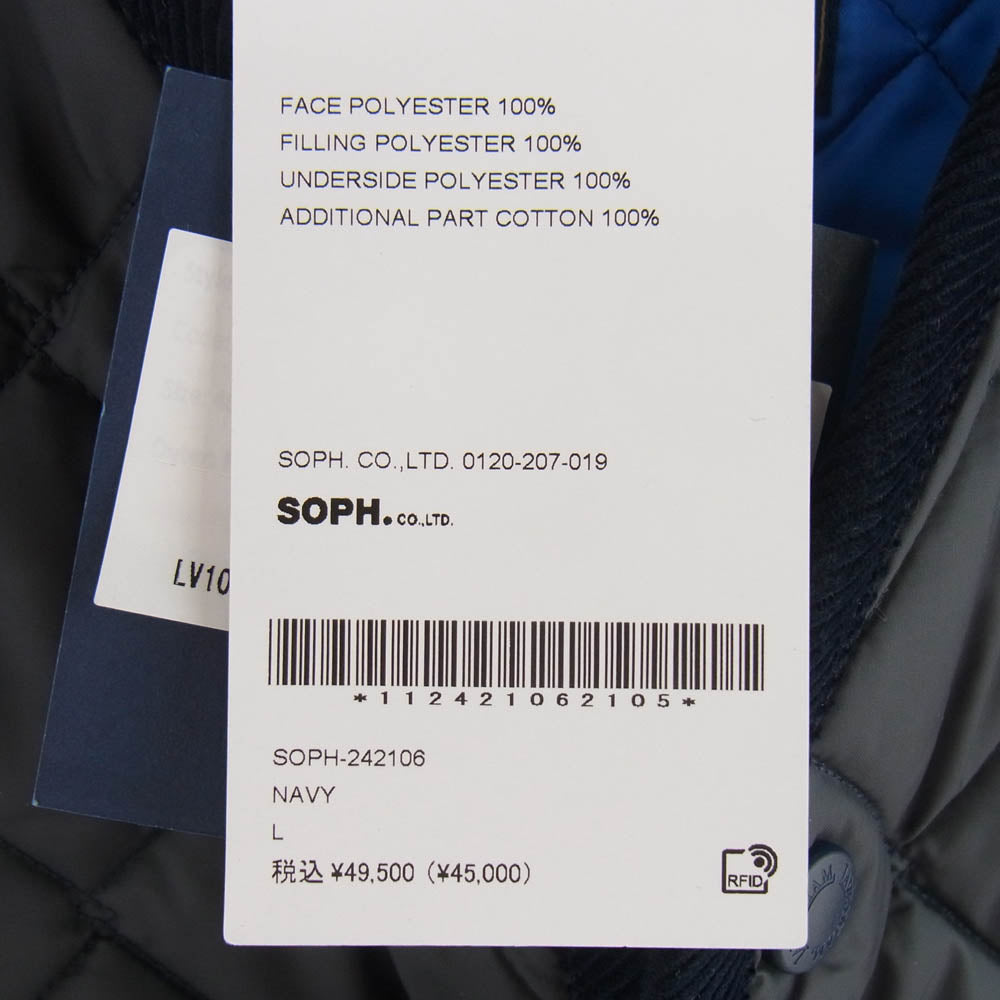 FACE POLYESTER 100%
FILLING POLYESTER 100%
UNDERSIDE POLYESTER 100%
ADDITIONAL PART COTTON 100%
SOPH. CO.,LTD. 0120-207-019
SOPH. CO.,LTD.
LV10
*112421062105*
SOPH-242106
NAVY
L
税込 ¥49,500 (¥45,000)
RFID